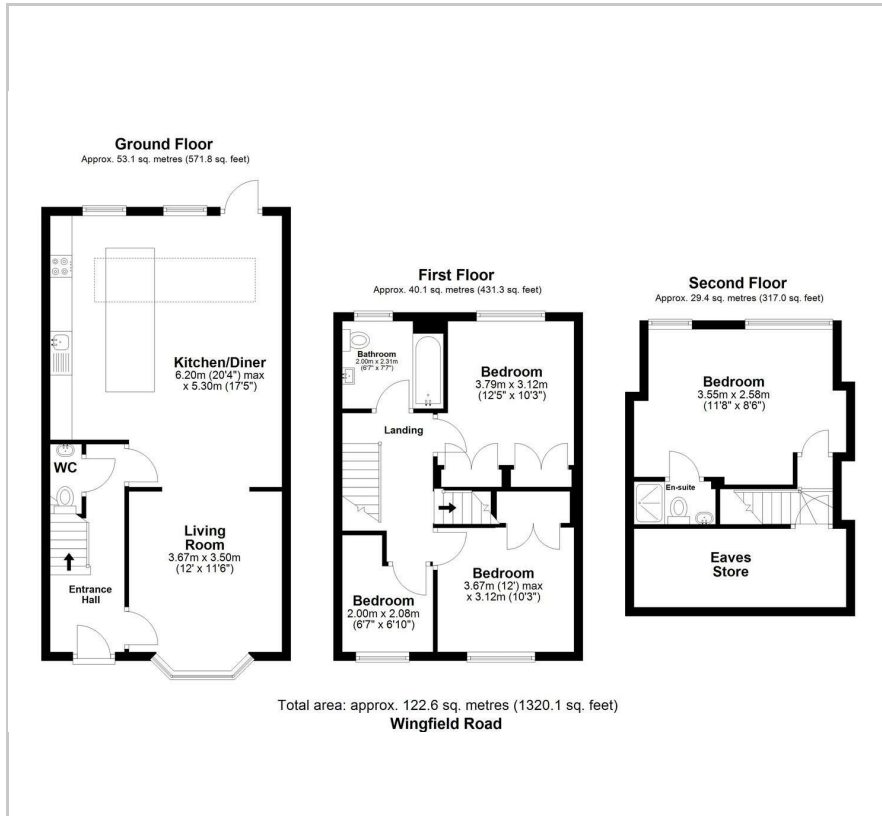 Ground Floor
Approx. 53.1 sq. metres (571.8 sq. feet)
Kitchen/Diner
6.20m (20'4") max
x 5.30m (17'5")
WC
Living
Room
3.67m x 3.50m
(12' x 11'6")
Entrance
Hall
First Floor
Approx. 40.1 sq. metres (431.3 sq. feet)
Bathroom
2.00m x 2.31m
(6'7" x 7'7")
Bedroom
3.79m x 3.12m
(12'5" x 10'3")
Landing
Bedroom
2.00m x 2.08m
(6'7" x 6'10")
Bedroom
3.67m (12') max
x 3.12m (10'3")
Second Floor
Approx. 29.4 sq. metres (317.0 sq. feet)
Bedroom
3.55m x 2.58m
(11'8" x 8'6")
En-suite
Eaves
Store
Total area: approx. 122.6 sq. metres (1320.1 sq. feet)
Wingfield Road